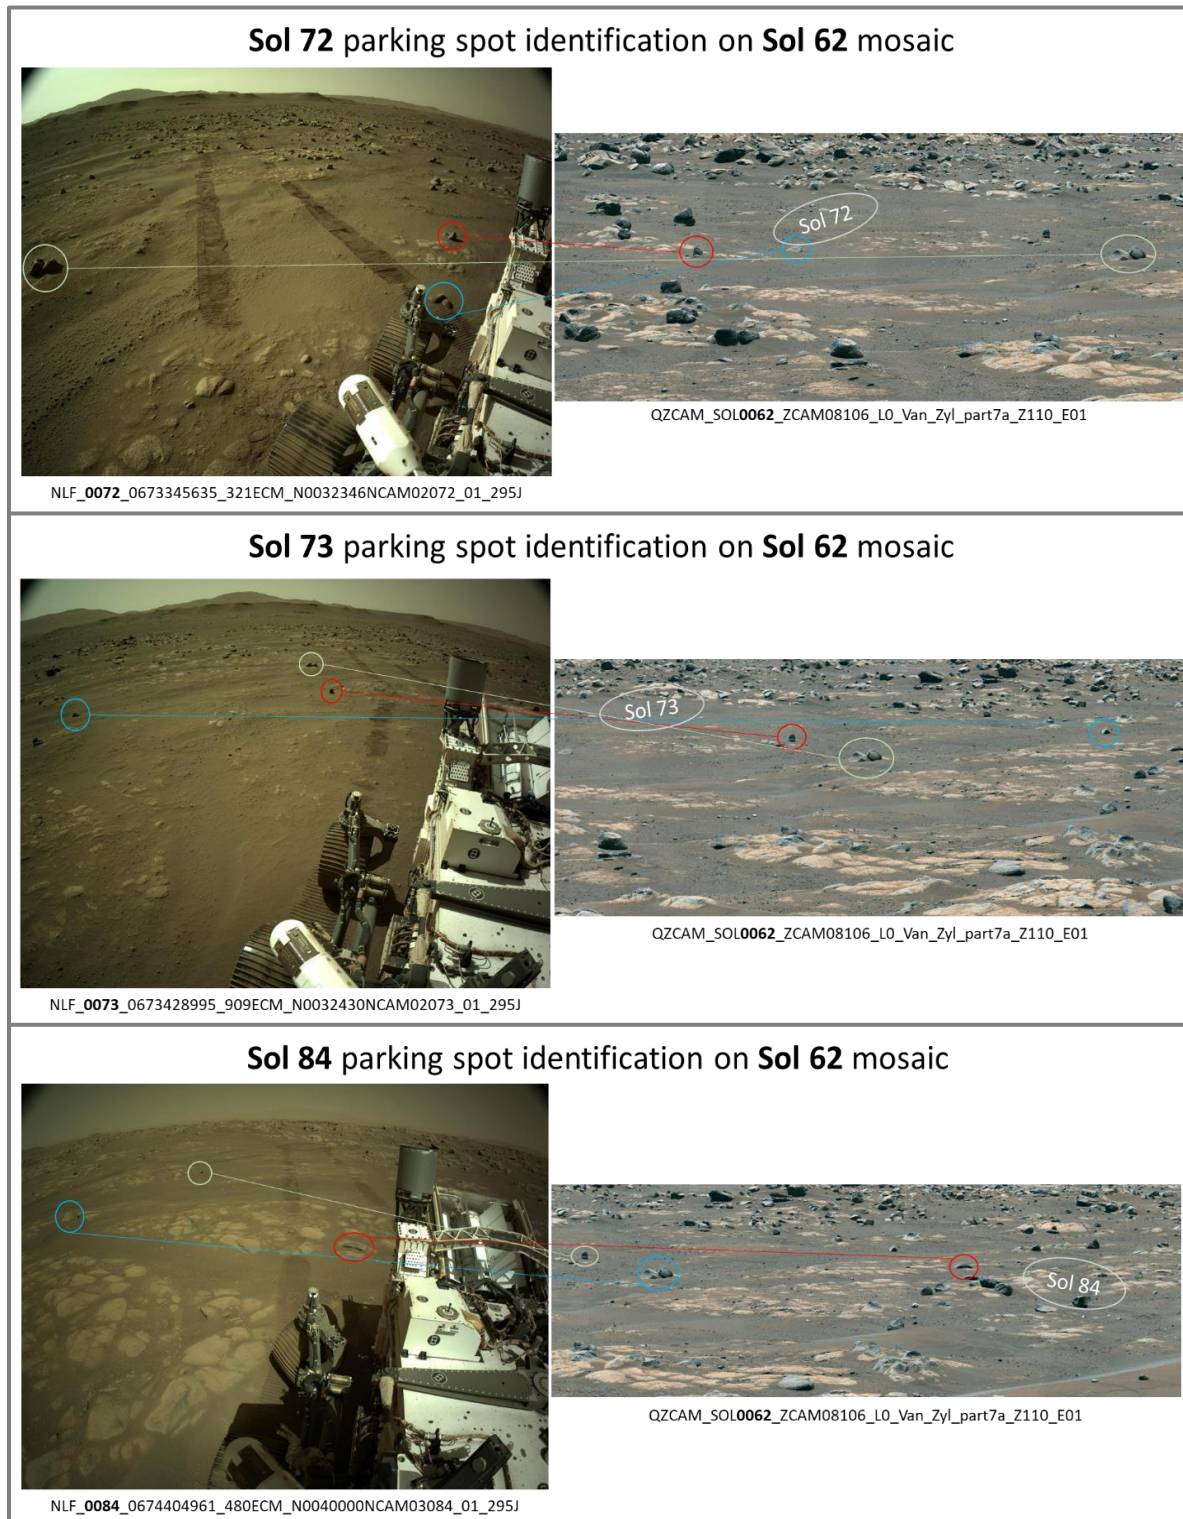 Sol 72 parking spot identification on Sol 62 mosaic
Sol 72
QZCAM_SOL0062_ZCAM08106_L0_Van_Zyl_part7a_Z110_E01
NLF_0072_0673345635_321ECM_N0032346NCAM02072_01_295J
Sol 73 parking spot identification on Sol 62 mosaic
Sol 73
QZCAM_SOL0062_ZCAM08106_L0_Van_Zyl_part7a_Z110_E01
NLF_0073_0673428995_909ECM_N0032430NCAM02073_01_295J
Sol 84 parking spot identification on Sol 62 mosaic
Sol 84
QZCAM_SOL0062_ZCAM08106_L0_Van_Zyl_part7a_Z110_E01
NLF_0084_0674404961_480ECM_N0040000NCAM03084_01_295J